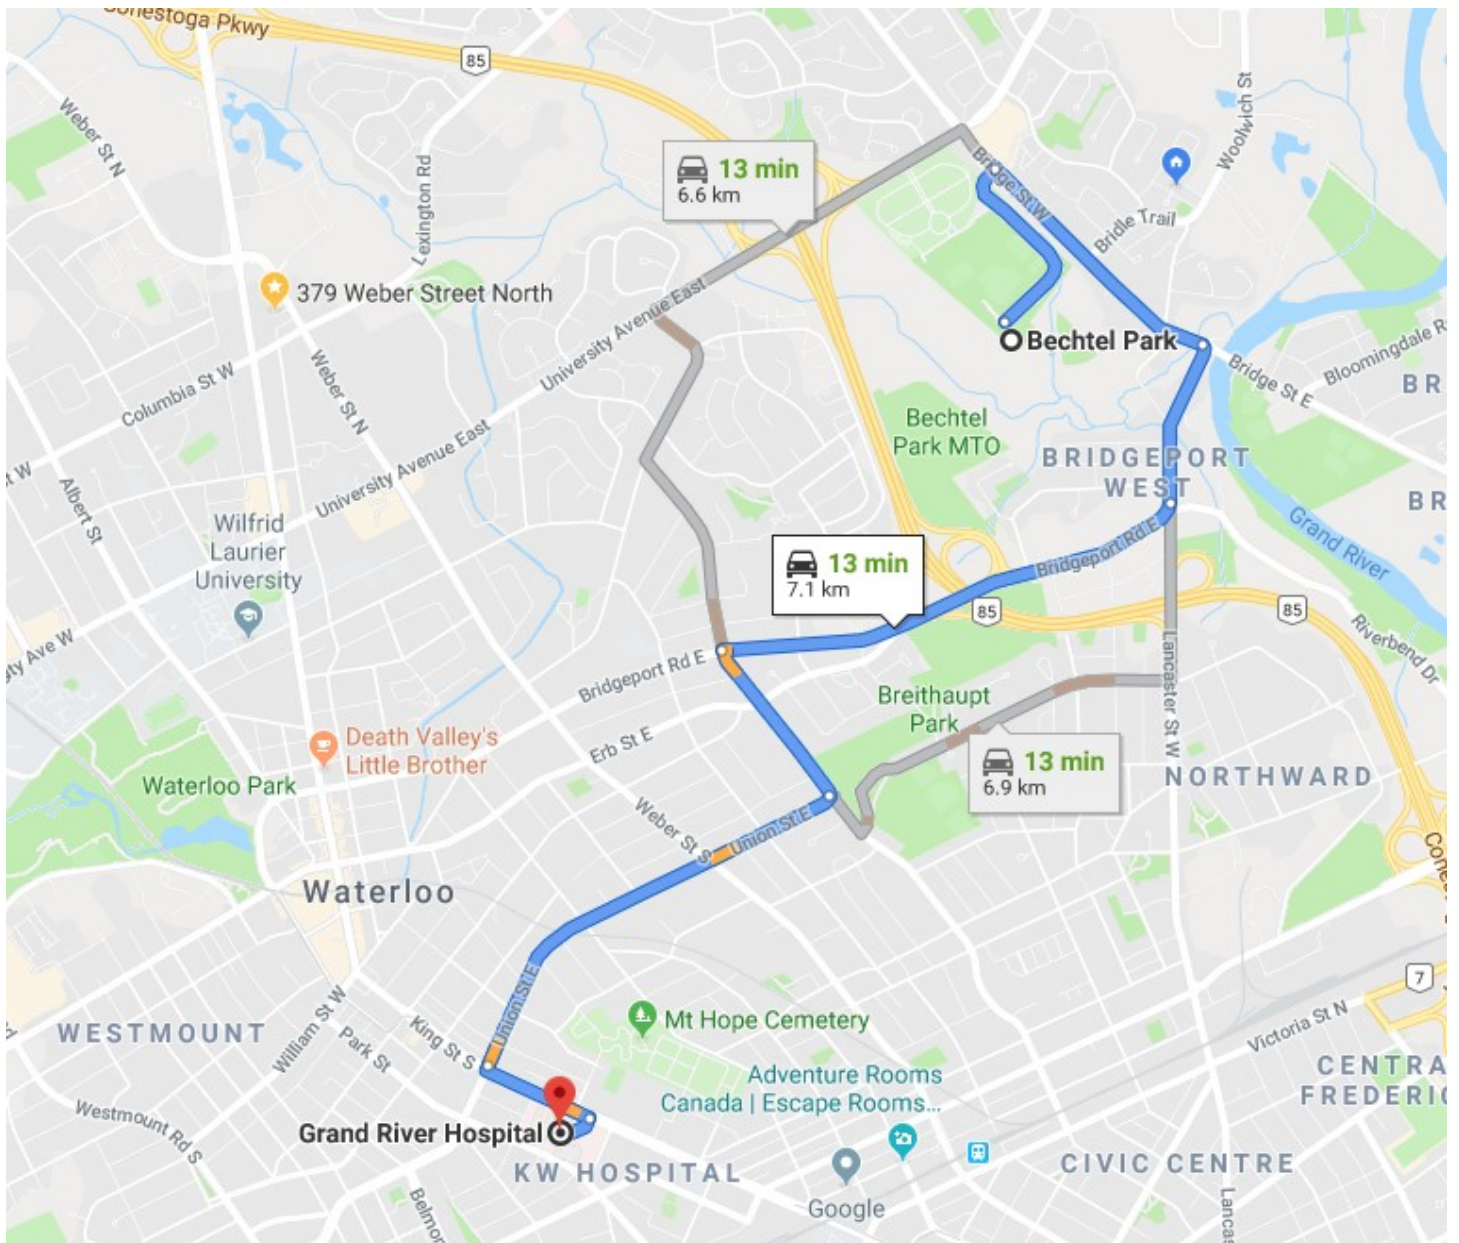 Conestoga Pkwy
85
Weber St N
Lexington Rd
13 min
6.6 km
Bridge St W
Woolwich St
Bridle Trail
379 Weber Street North
University Avenue East
Bechtel Park
Bridge St E
Bloomingdale R
BR
Columbia St W
Weber St N
University Avenue East
Bechtel
Park MTO
BRIDGEPORT
WEST
BR
t W
Albert St
Wilfrid
Laurier
University
Grand River
13 min
7.1 km
Bridgeport Rd E
85
85
ty Ave W
Bridgeport Rd E
Lancaster St W
Riverbend Dr
Breithaupt
Park
Death Valley's
Little Brother
Erb St E
Waterloo Park
13 min
6.9 km
NORTHWARD
Weber St S
Union St E
Waterloo
Union St E
7
WESTMOUNT
William St W
Park St
King St S
Mt Hope Cemetery
Victoria St N
CENTRA
FREDERIC
Adventure Rooms
Canada | Escape Rooms...
Westmount Rd S
Grand River Hospital
KW HOSPITAL
CIVIC CENTRE
Belmo
Google
Lancas